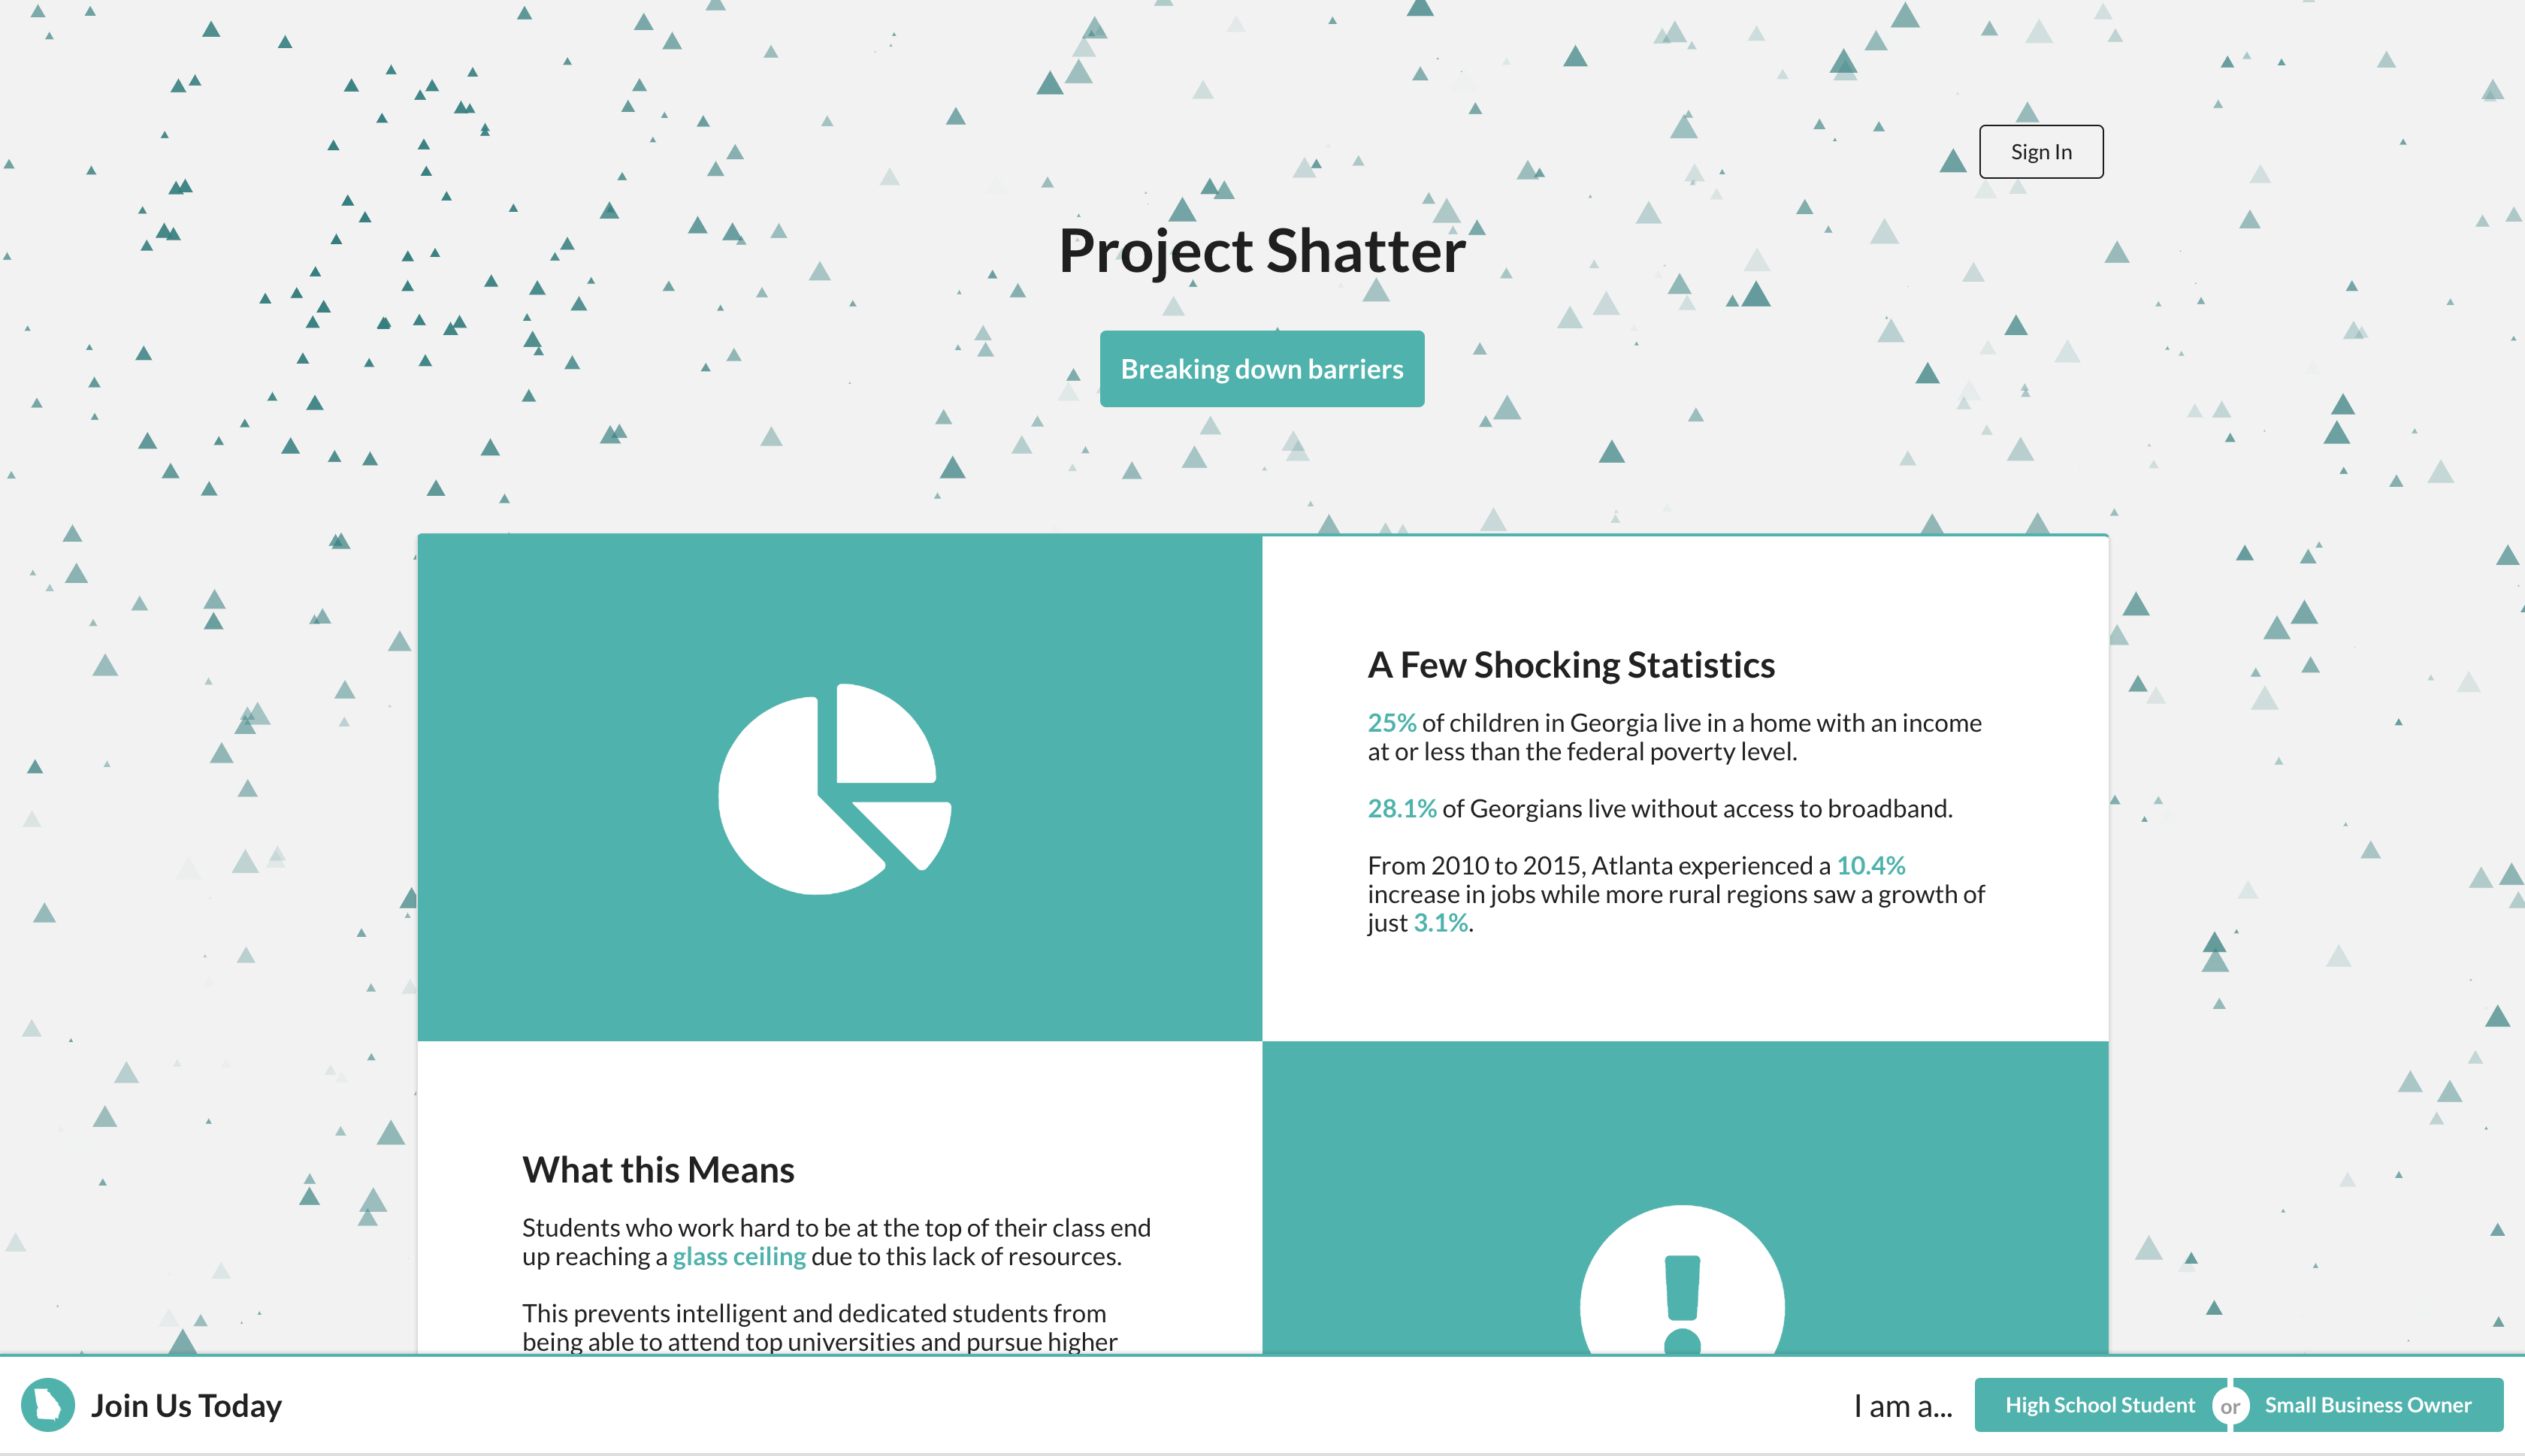 Sign In
Project Shatter
Breaking down barriers
A Few Shocking Statistics
25% of children in Georgia live in a home with an income
at or less than the federal poverty level.
28.1% of Georgians live without access to broadband.
From 2010 to 2015, Atlanta experienced a 10.4%
increase in jobs while more rural regions saw a growth of
just 3.1%.
What this Means
Students who work hard to be at the top of their class end
up reaching a glass ceiling due to this lack of resources.
This prevents intelligent and dedicated students from
being able to attend top universities and pursue higher
Join Us Today
I am a...
High School Student
or
Small Business Owner